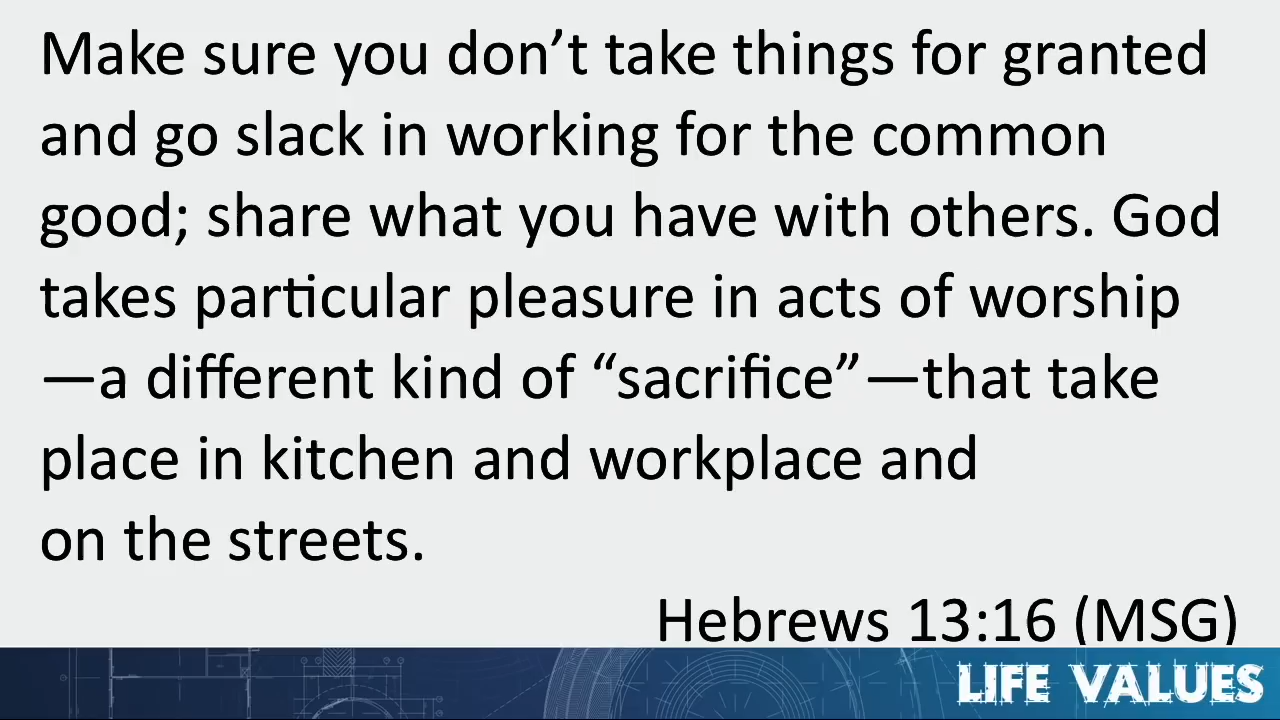 Make sure you don’t take things for granted
and go slack in working for the common
good; share what you have with others. God
takes particular pleasure in acts of worship
—a different kind of “sacrifice”—that take
place in kitchen and workplace and
on the streets.
Hebrews 13:16 (MSG)
LIFE VALUES